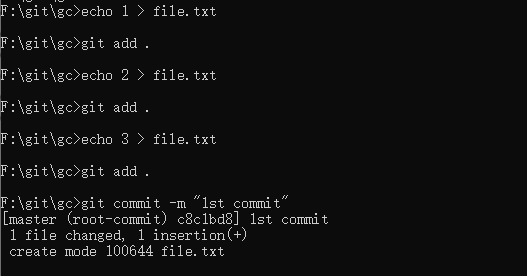 F:\git\gc>echo 1 > file.txt
F:\git\gc>git add .
F:\git\gc>echo 2 > file.txt
F:\git\gc>git add .
F:\git\gc>echo 3 > file.txt
F:\git\gc>git add .
F:\git\gc>git commit -m "1st commit"
[master (root-commit) c8c1bd8] 1st commit
 1 file changed, 1 insertion(+)
 create mode 100644 file.txt